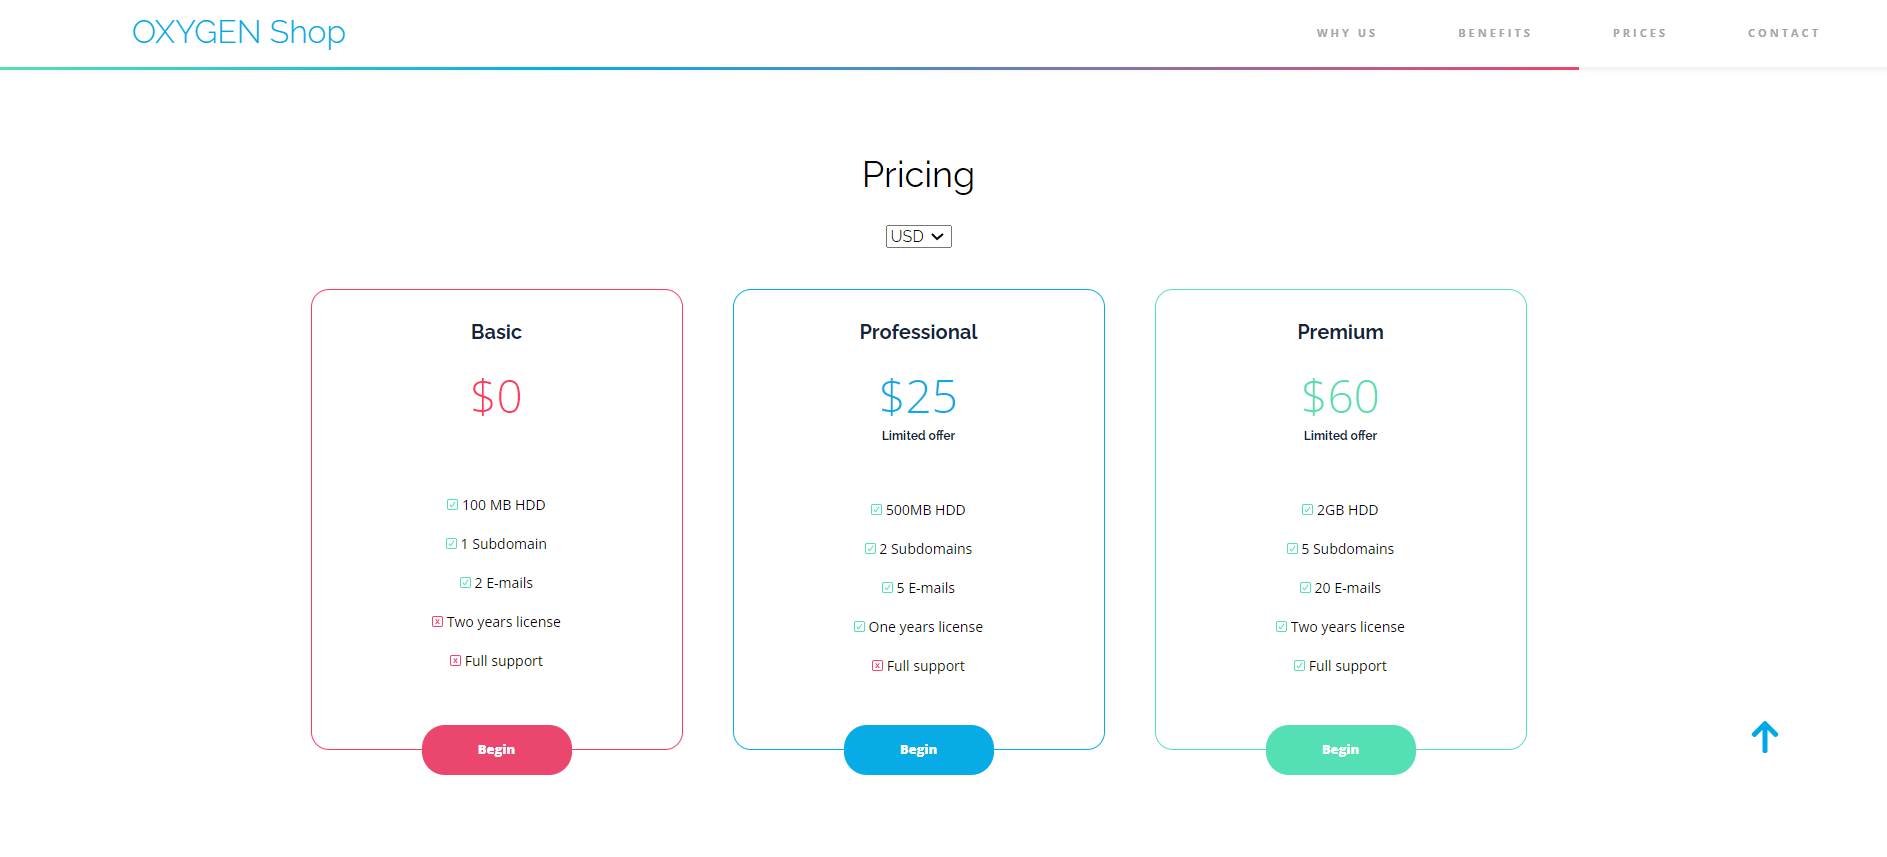 OXYGEN Shop
WHY US
BENEFITS
PRICES
CONTACT
Pricing
USD
Basic
$0
100 MB HDD
1 Subdomain
2 E-mails
Two years license
Full support
Begin
Professional
$25
Limited offer
500MB HDD
2 Subdomains
5 E-mails
One years license
Full support
Begin
Premium
$60
Limited offer
2GB HDD
5 Subdomains
20 E-mails
Two years license
Full support
Begin